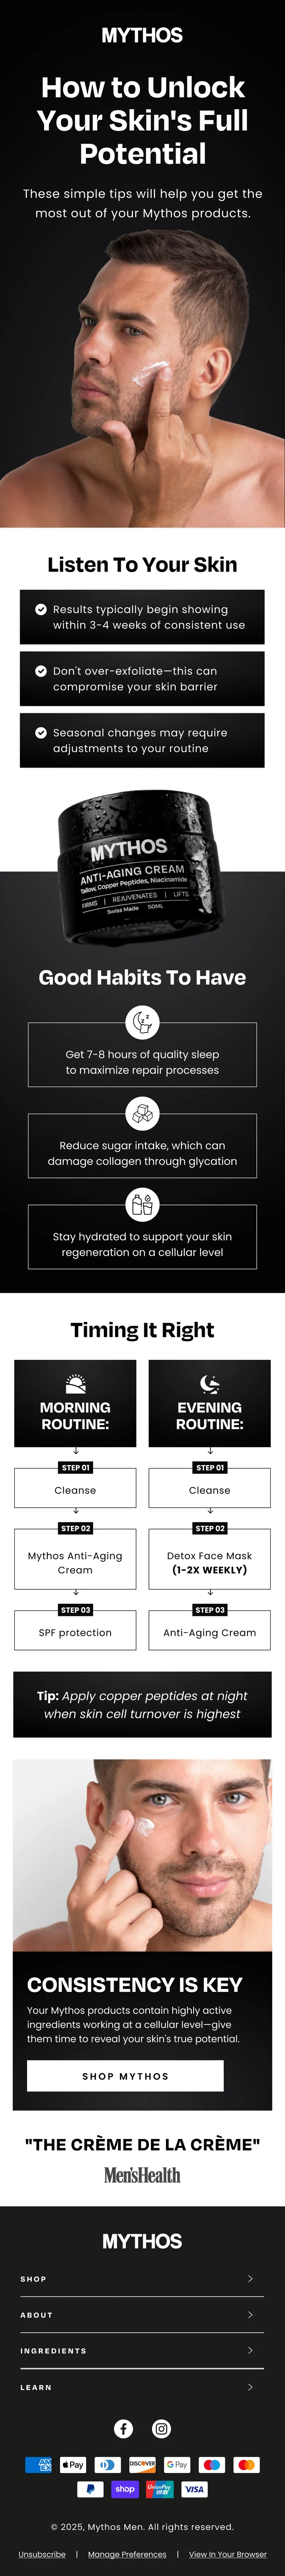 MYTHOS
How to Unlock
Your Skin's Full
Potential
These simple tips will help you get the
most out of your Mythos products.
Listen To Your Skin
Results typically begin showing
within 3-4 weeks of consistent use
Don't over-exfoliate—this can
compromise your skin barrier
Seasonal changes may require
adjustments to your routine
MYTHOS
ANTI-AGING CREAM
Tallow, Copper Peptides, Niacinamide
FIRMS | REJUVENATES | LIFTS
Swiss Made 50ML
Good Habits To Have
Get 7-8 hours of quality sleep
to maximize repair processes
Reduce sugar intake, which can
damage collagen through glycation
Stay hydrated to support your skin
regeneration on a cellular level
Timing It Right
MORNING
ROUTINE:
STEP 01
Cleanse
STEP 02
Mythos Anti-Aging
Cream
STEP 03
SPF protection
EVENING
ROUTINE:
STEP 01
Cleanse
STEP 02
Detox Face Mask
(1-2X WEEKLY)
STEP 03
Anti-Aging Cream
Tip: Apply copper peptides at night
when skin cell turnover is highest
CONSISTENCY IS KEY
Your Mythos products contain highly active
ingredients working at a cellular level—give
them time to reveal your skin's true potential.
SHOP MYTHOS
"THE CRÈME DE LA CRÈME"
Men'sHealth
MYTHOS
SHOP
ABOUT
INGREDIENTS
LEARN
AMEX Pay DISCOVER G Pay
shop UnionPay VISA
© 2025, Mythos Men. All rights reserved.
Unsubscribe | Manage Preferences | View In Your Browser